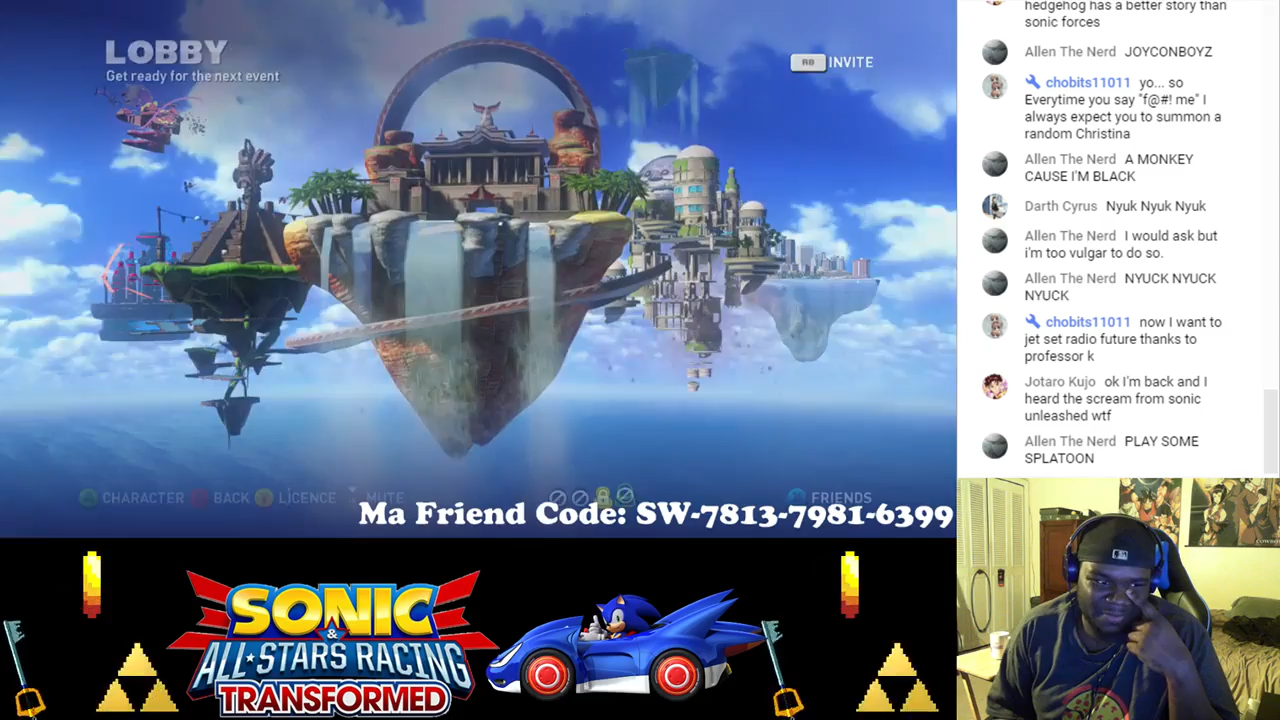 LOBBY
Get ready for the next event
RB INVITE
CHARACTER BACK LICENCE MUTE
FRIENDS
Ma Friend Code: SW-7813-7981-6399
SONIC
&
ALL★STARS RACING
TRANSFORMED
hedgehog has a better story than
sonic forces
Allen The Nerd JOYCONBOYZ
chobits11011 yo... so
Everytime you say "f@#! me" I
always expect you to summon a
random Christina
Allen The Nerd A MONKEY
CAUSE I'M BLACK
Darth Cyrus Nyuk Nyuk Nyuk
Allen The Nerd I would ask but
i'm too vulgar to do so.
Allen The Nerd NYUCK NYUCK
NYUCK
chobits11011 now I want to
jet set radio future thanks to
professor k
Jotaro Kujo ok I'm back and I
heard the scream from sonic
unleashed wtf
Allen The Nerd PLAY SOME
SPLATOON